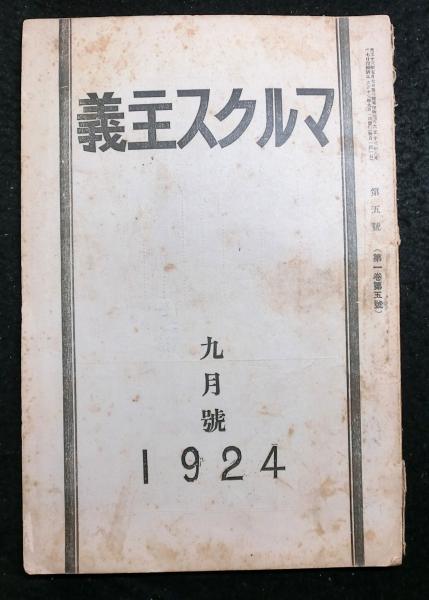 マルクス主義
第五號
（第一卷第五號）
九月號
1924